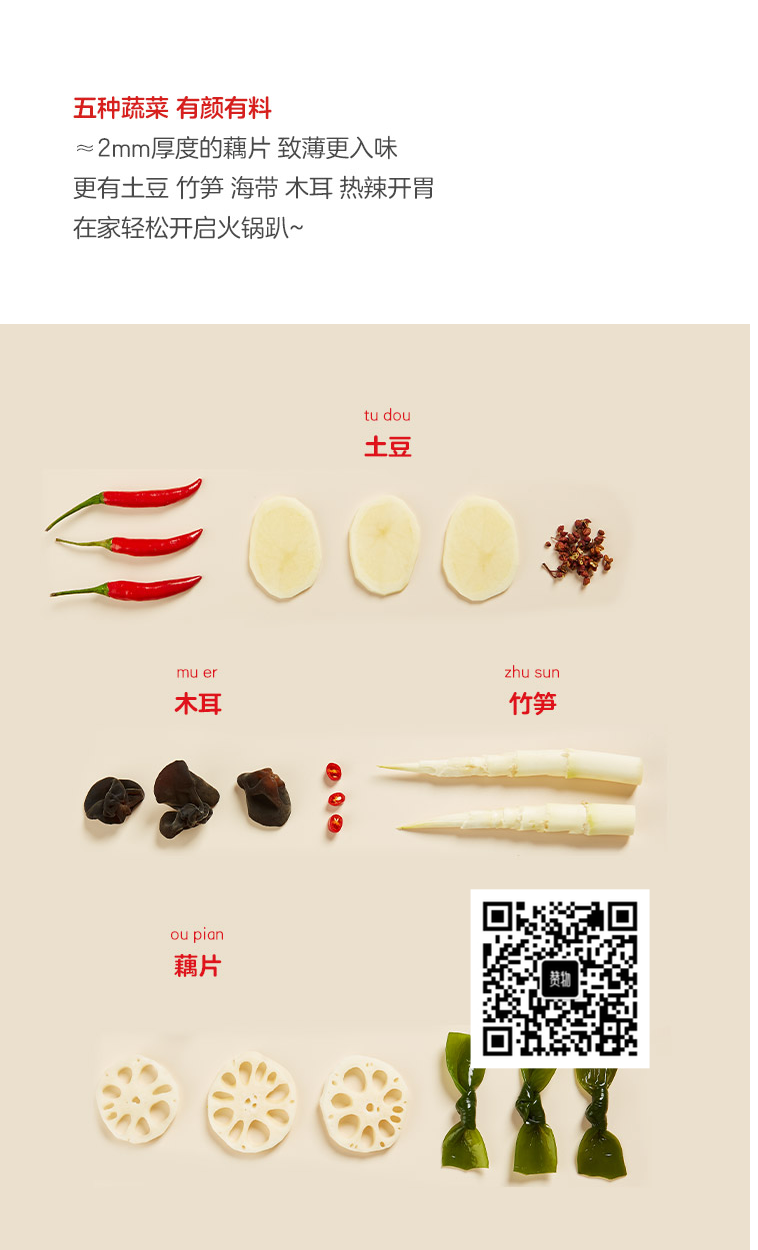 五种蔬菜 有颜有料
≈2mm厚度的藕片 致薄更入味
更有土豆 竹笋 海带 木耳 热辣开胃
在家轻松开启火锅趴~
tu dou
土豆
mu er
木耳
zhu sun
竹笋
ou pian
藕片
赞物